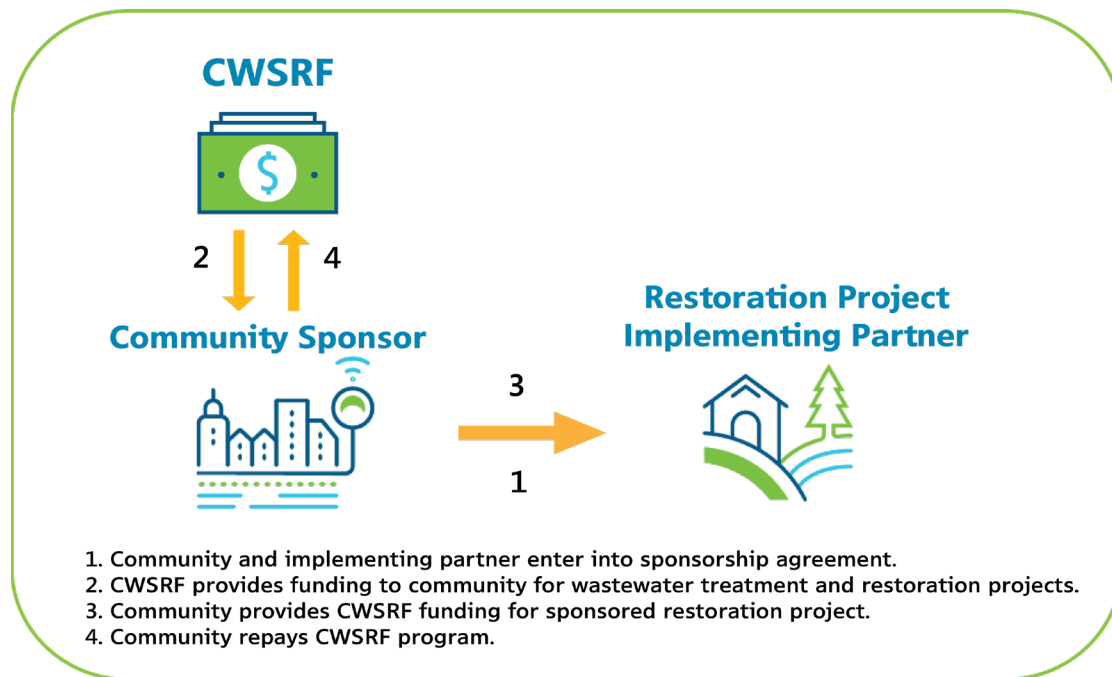 CWSRF
$
2
4
Community Sponsor
Restoration Project
Implementing Partner
3
1
1. Community and implementing partner enter into sponsorship agreement.
2. CWSRF provides funding to community for wastewater treatment and restoration projects.
3. Community provides CWSRF funding for sponsored restoration project.
4. Community repays CWSRF program.